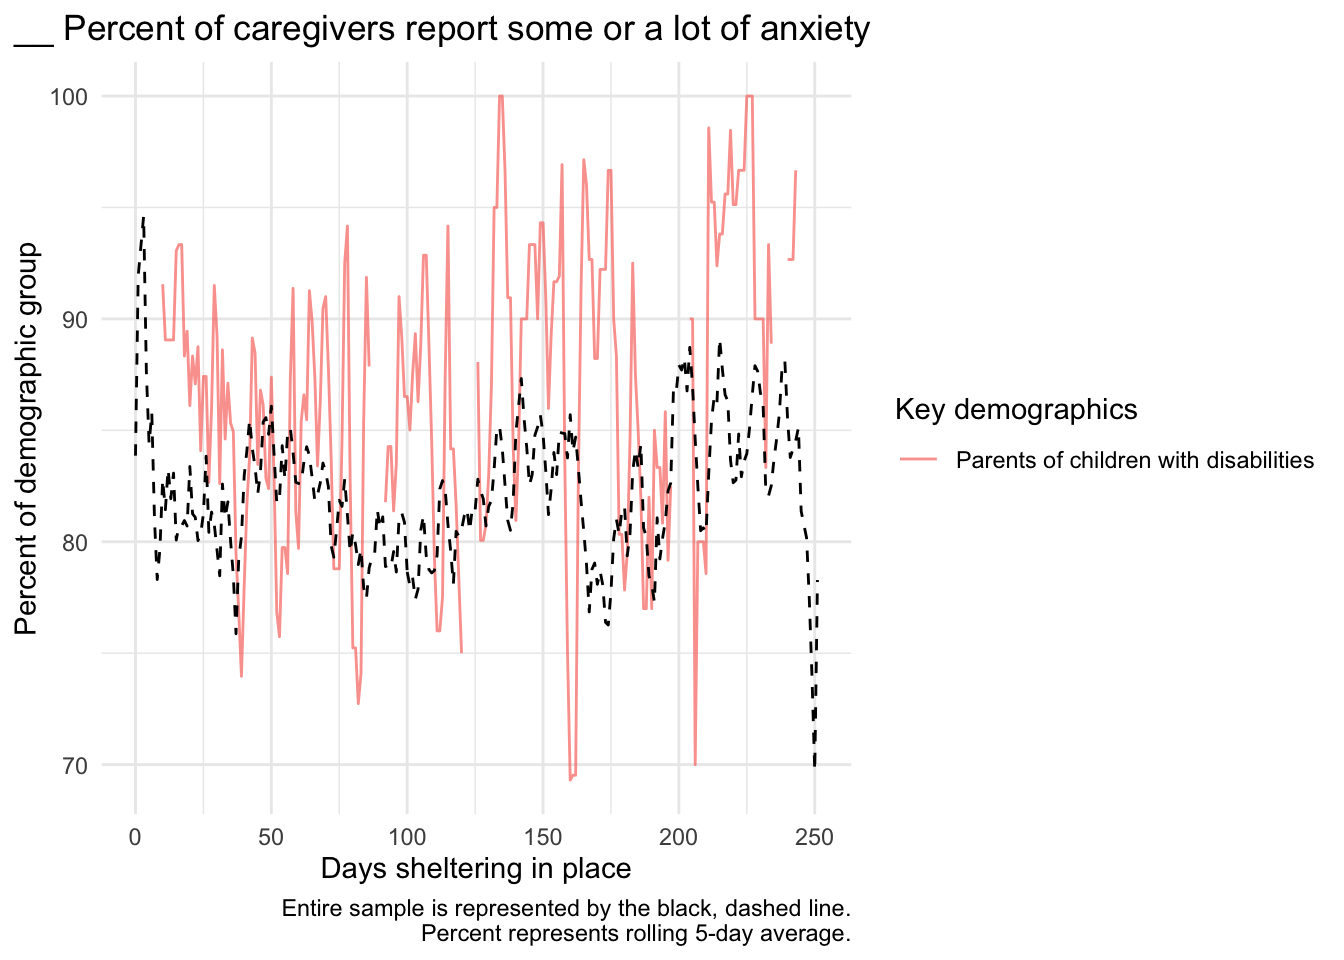 __ Percent of caregivers report some or a lot of anxiety
Percent of demographic group
100
90
80
70
0 50 100 150 200 250
Days sheltering in place
Key demographics
Parents of children with disabilities
Entire sample is represented by the black, dashed line.
Percent represents rolling 5-day average.